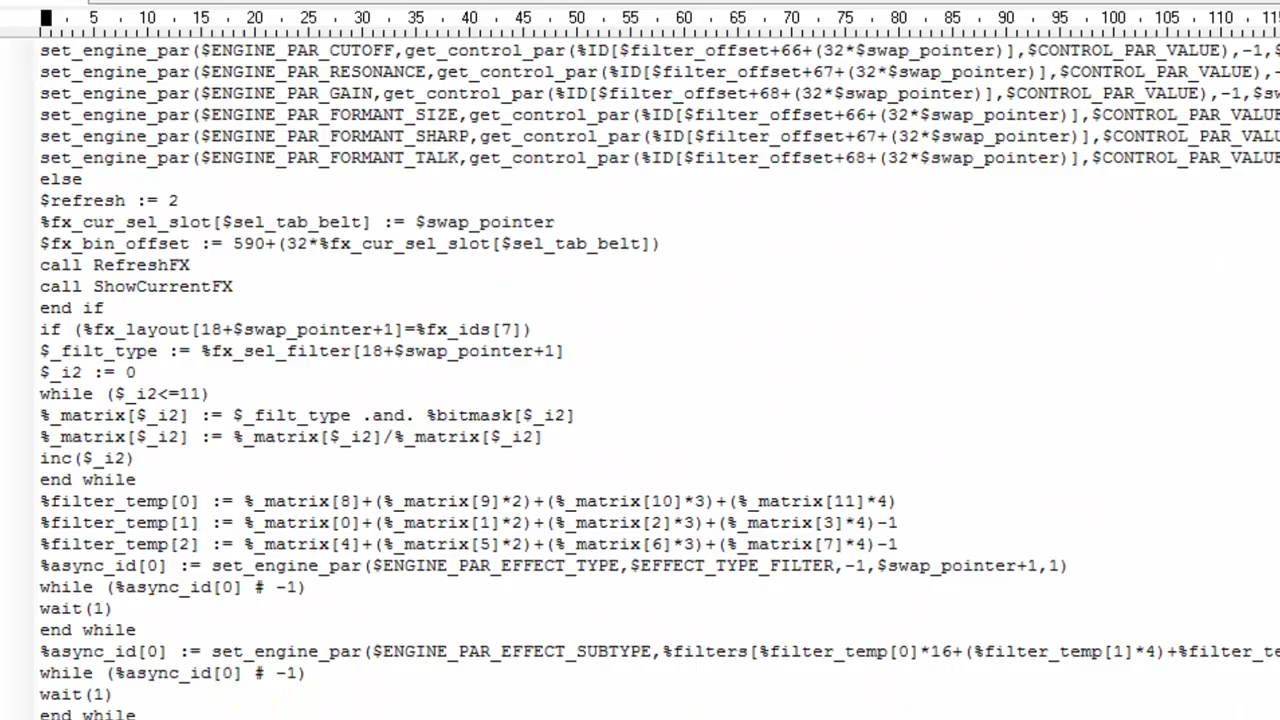 5 10 15 20 25 30 35 40 45 50 55 60 65 70 75 80 85 90 95 100 105 110 115
set_engine_par($ENGINE_PAR_CUTOFF,get_control_par(%ID[$filter_offset+66+(32*$swap_pointer)],$CONTROL_PAR_VALUE),-1,$
set_engine_par($ENGINE_PAR_RESONANCE,get_control_par(%ID[$filter_offset+67+(32*$swap_pointer)],$CONTROL_PAR_VALUE),-
set_engine_par($ENGINE_PAR_GAIN,get_control_par(%ID[$filter_offset+68+(32*$swap_pointer)],$CONTROL_PAR_VALUE),-1,$sw
set_engine_par($ENGINE_PAR_FORMANT_SIZE,get_control_par(%ID[$filter_offset+66+(32*$swap_pointer)],$CONTROL_PAR_VALUE
set_engine_par($ENGINE_PAR_FORMANT_SHARP,get_control_par(%ID[$filter_offset+67+(32*$swap_pointer)],$CONTROL_PAR_VALU
set_engine_par($ENGINE_PAR_FORMANT_TALK,get_control_par(%ID[$filter_offset+68+(32*$swap_pointer)],$CONTROL_PAR_VALUE
else
$refresh := 2
%fx_cur_sel_slot[$sel_tab_belt] := $swap_pointer
$fx_bin_offset := 590+(32*%fx_cur_sel_slot[$sel_tab_belt])
call RefreshFX
call ShowCurrentFX
end if
if (%fx_layout[18+$swap_pointer+1]=%fx_ids[7])
$_filt_type := %fx_sel_filter[18+$swap_pointer+1]
$_i2 := 0
while ($_i2<=11)
%_matrix[$_i2] := $_filt_type .and. %bitmask[$_i2]
%_matrix[$_i2] := %_matrix[$_i2]/%_matrix[$_i2]
inc($_i2)
end while
%filter_temp[0] := %_matrix[8]+(%_matrix[9]*2)+(%_matrix[10]*3)+(%_matrix[11]*4)
%filter_temp[1] := %_matrix[0]+(%_matrix[1]*2)+(%_matrix[2]*3)+(%_matrix[3]*4)-1
%filter_temp[2] := %_matrix[4]+(%_matrix[5]*2)+(%_matrix[6]*3)+(%_matrix[7]*4)-1
%async_id[0] := set_engine_par($ENGINE_PAR_EFFECT_TYPE,$EFFECT_TYPE_FILTER,-1,$swap_pointer+1,1)
while (%async_id[0] # -1)
wait(1)
end while
%async_id[0] := set_engine_par($ENGINE_PAR_EFFECT_SUBTYPE,%filters[%filter_temp[0]*16+(%filter_temp[1]*4)+%filter_te
while (%async_id[0] # -1)
wait(1)
end while